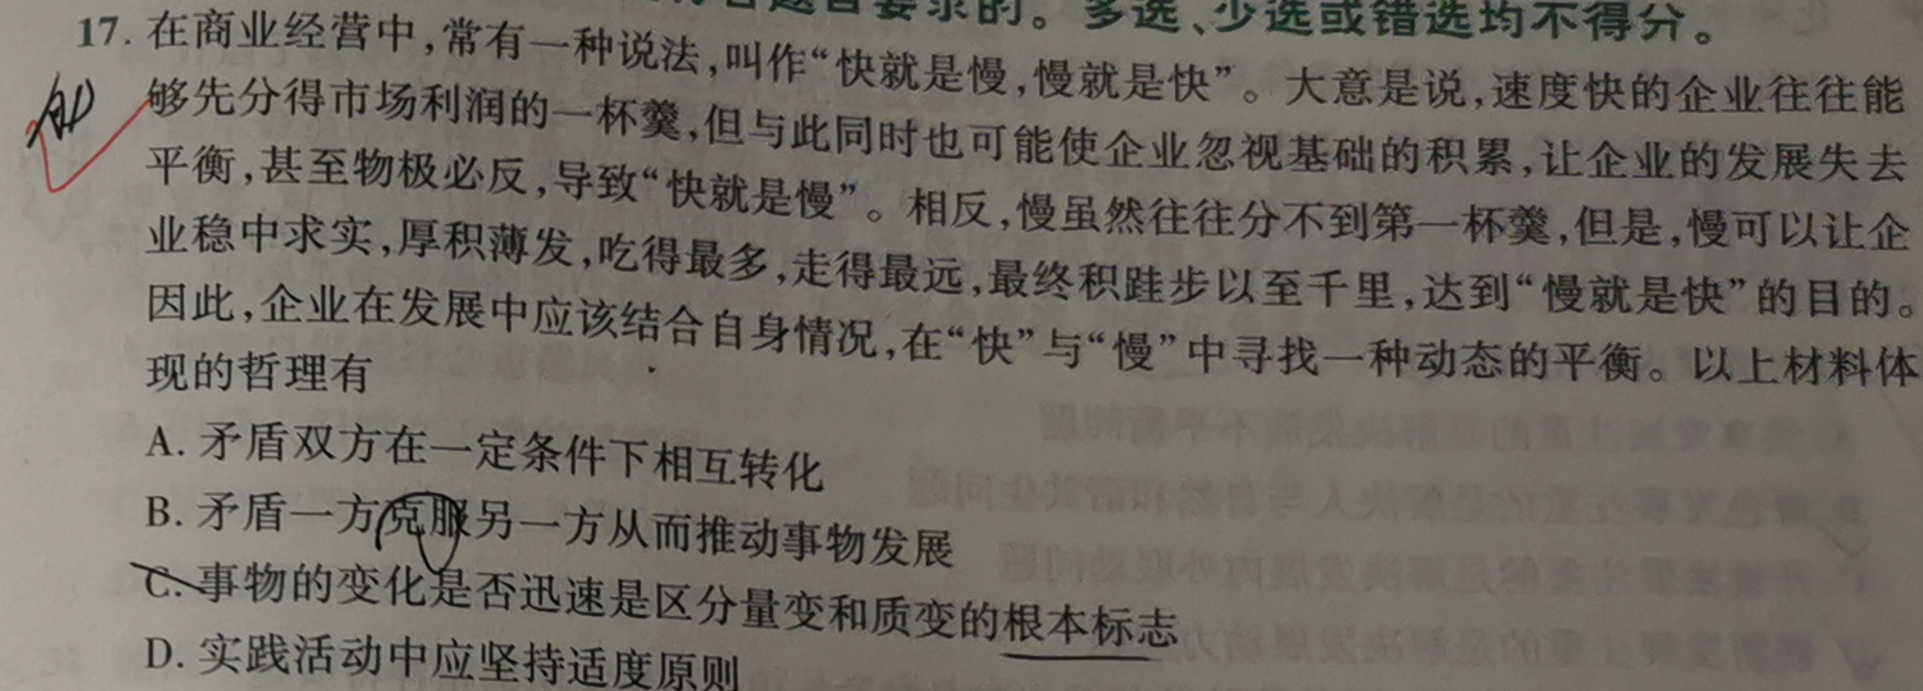 要求的。多选、少选或错选均不得分。
17. 在商业经营中,常有一种说法,叫作“快就是慢,慢就是快”。大意是说,速度快的企业往往能
AD
够先分得市场利润的一杯羹,但与此同时也可能使企业忽视基础的积累,让企业的发展失去
平衡,甚至物极必反,导致“快就是慢”。相反,慢虽然往往分不到第一杯羹,但是,慢可以让企
业稳中求实,厚积薄发,吃得最多,走得最远,最终积跬步以至千里,达到“慢就是快”的目的。
因此,企业在发展中应该结合自身情况,在“快”与“慢”中寻找一种动态的平衡。以上材料体
现的哲理有
A. 矛盾双方在一定条件下相互转化
B. 矛盾一方克服另一方从而推动事物发展
C. 事物的变化是否迅速是区分量变和质变的根本标志
D. 实践活动中应坚持适度原则